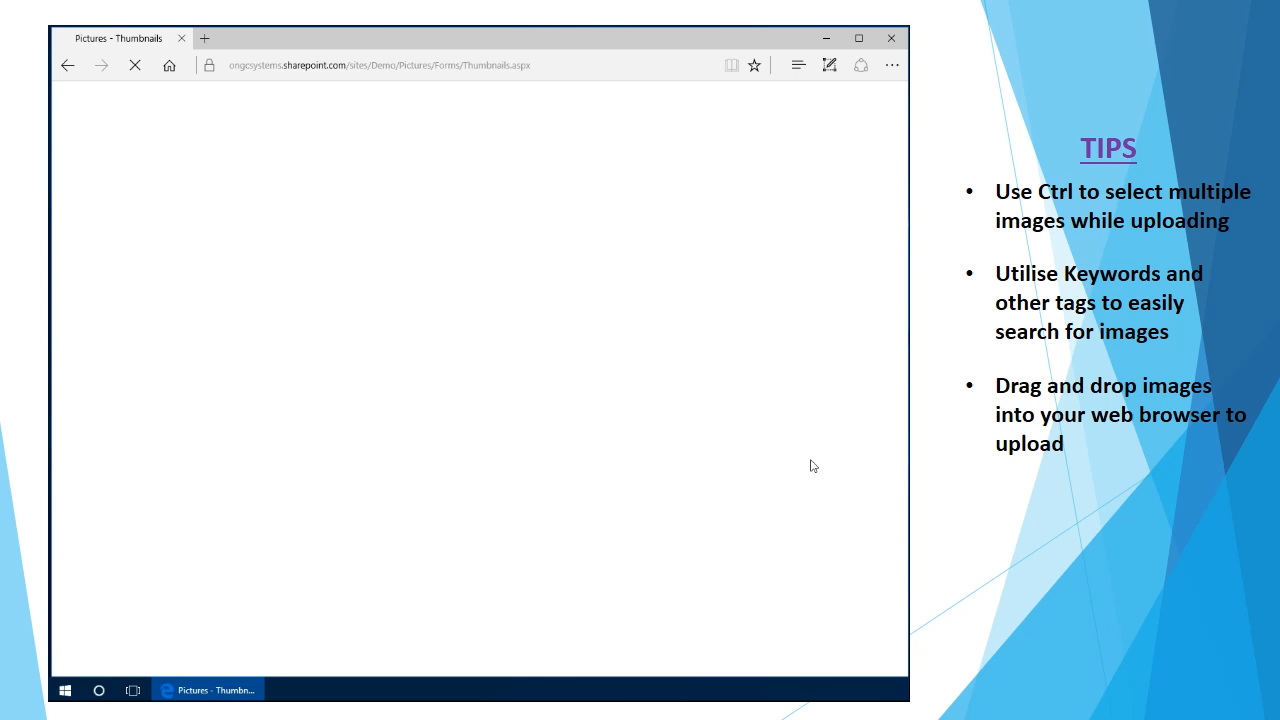 Pictures - Thumbnails
ongcsystems.sharepoint.com/sites/Demo/Pictures/Forms/Thumbnails.aspx
TIPS
• Use Ctrl to select multiple
images while uploading
• Utilise Keywords and
other tags to easily
search for images
• Drag and drop images
into your web browser to
upload
Pictures - Thumbn...